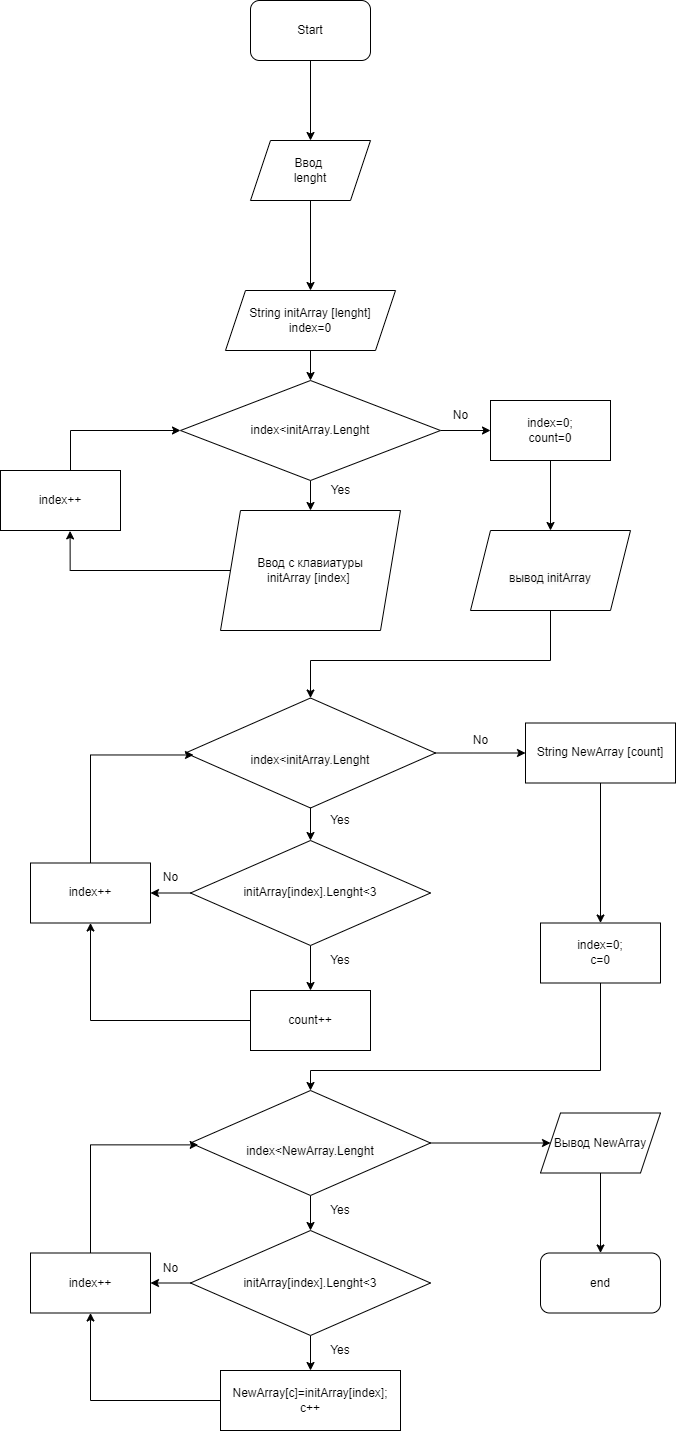 Start
Ввод
lenght
String initArray [lenght]
index=0
index<initArray.Lenght
No
index=0;
count=0
Yes
index++
Ввод с клавиатуры
initArray [index]
вывод initArray
index<initArray.Lenght
No
String NewArray [count]
Yes
index++
No
initArray[index].Lenght<3
Yes
index=0;
c=0
count++
index<NewArray.Lenght
Вывод NewArray
Yes
index++
No
initArray[index].Lenght<3
end
Yes
NewArray[c]=initArray[index];
c++